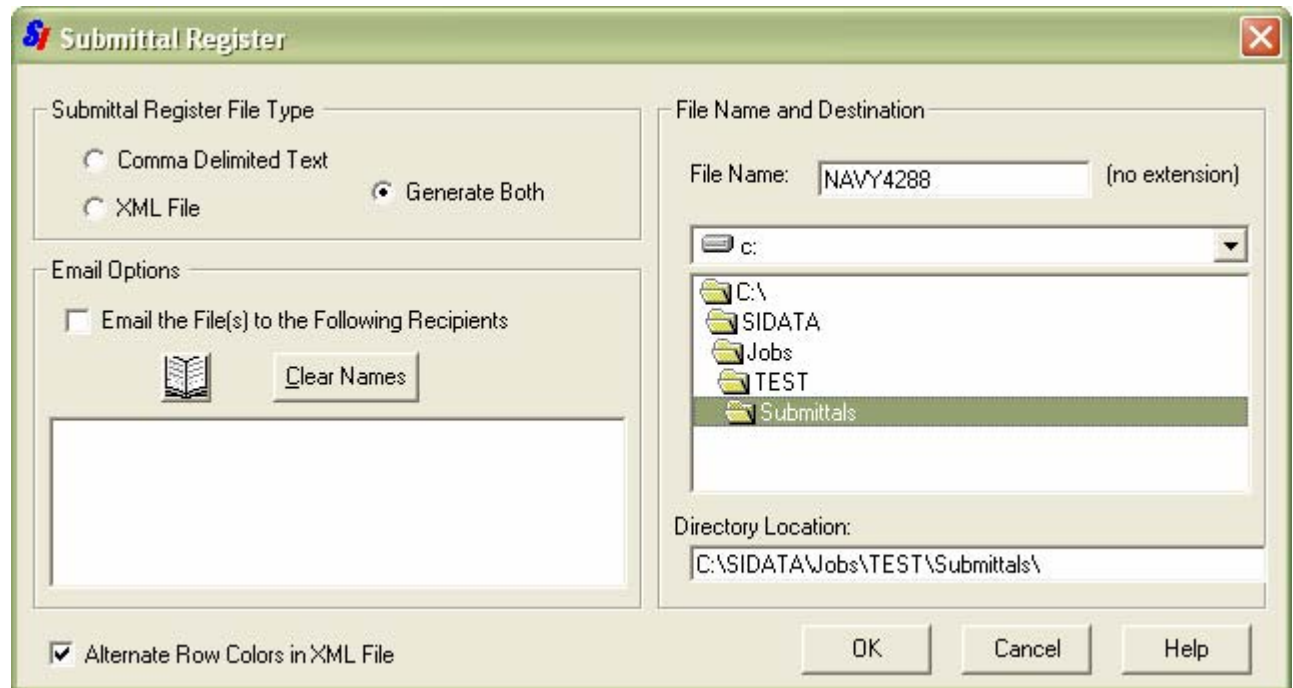 SI Submittal Register
Submittal Register File Type
Comma Delimited Text
XML File
Generate Both
Email Options
Email the File(s) to the Following Recipients
Clear Names
Alternate Row Colors in XML File
File Name and Destination
File Name: NAVY4288 (no extension)
c:
C:\
SIDATA
Jobs
TEST
Submittals
Directory Location:
C:\SIDATA\Jobs\TEST\Submittals\
OK Cancel Help